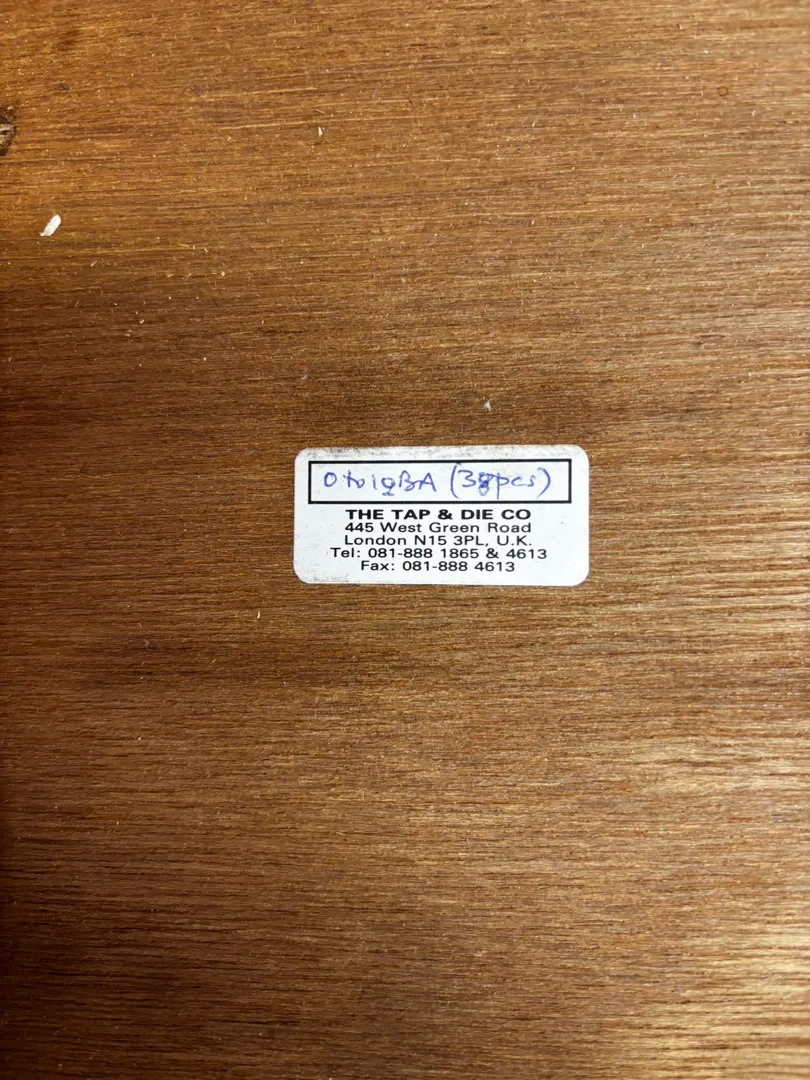 0 to 10BA (38pcs)
THE TAP & DIE CO
445 West Green Road
London N15 3PL, U.K.
Tel: 081-888 1865 & 4613
Fax: 081-888 4613